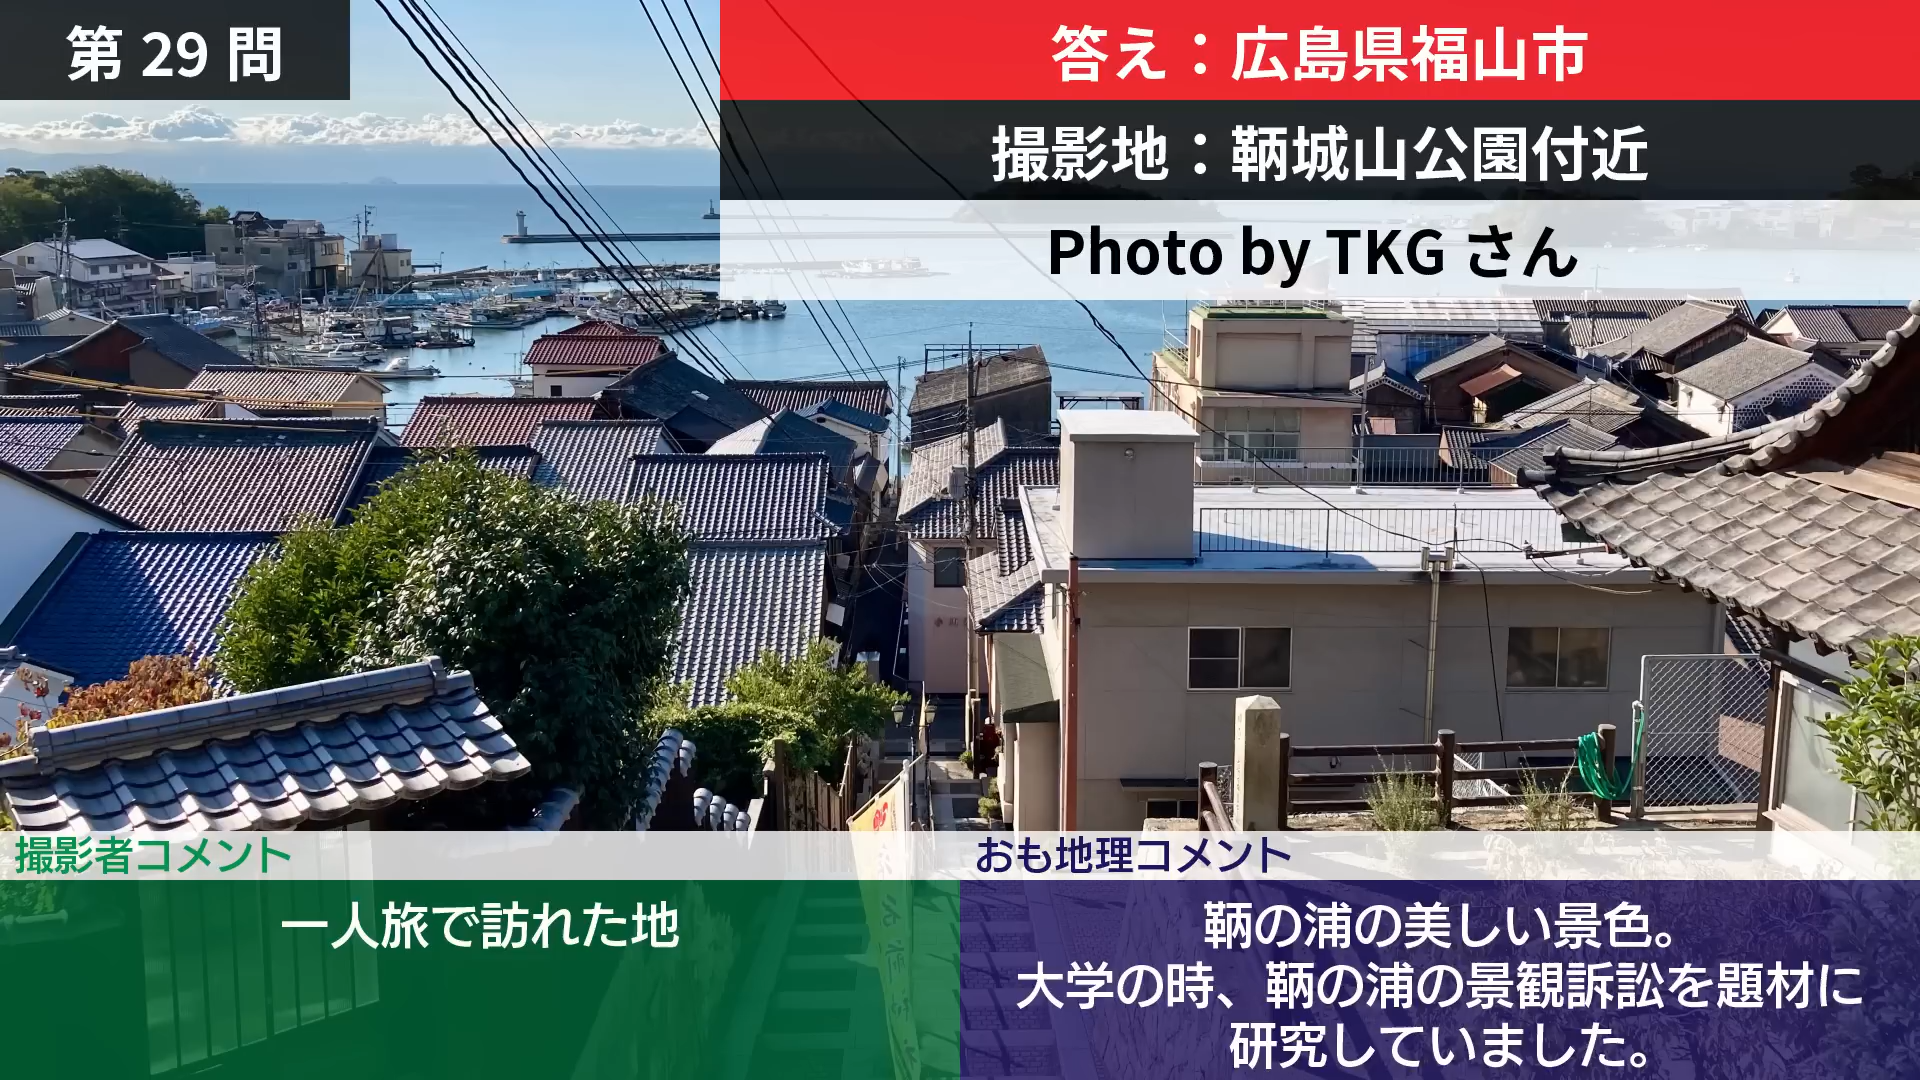 第 29 問
答え：広島県福山市
撮影地：鞆城山公園付近
Photo by TKG さん
撮影者コメント
一人旅で訪れた地
おも地理コメント
鞆の浦の美しい景色。
大学の時、鞆の浦の景観訴訟を題材に
研究していました。